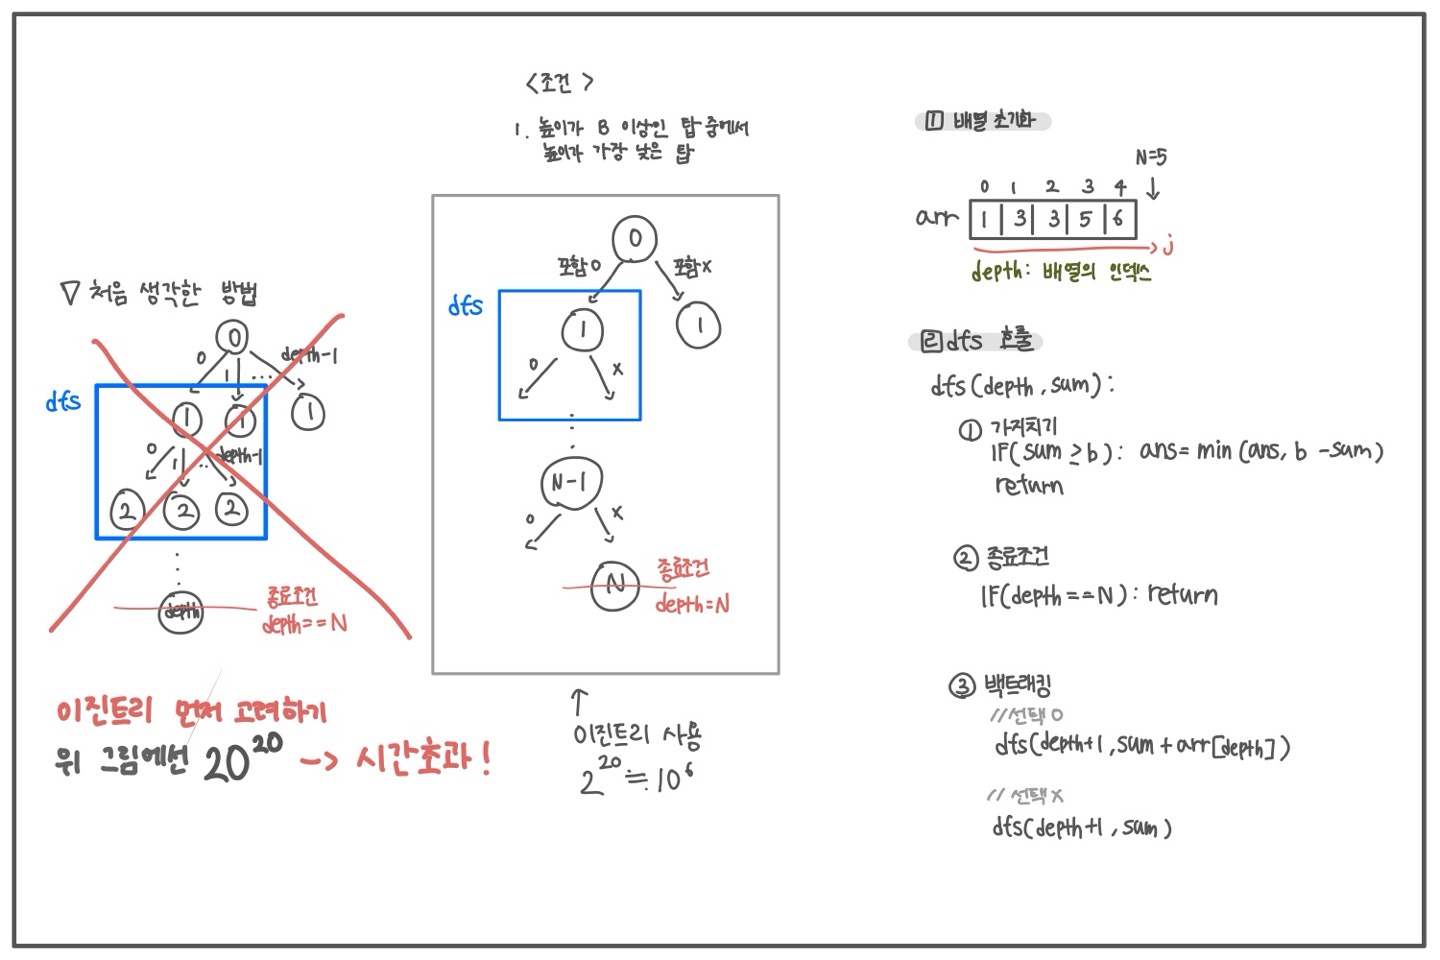 <조건>
1. 높이가 B 이상인 탑 중에서
높이가 가장 낮은 탑
▽ 처음 생각한 방법
0
0 1 ... depth-1
dfs
1 1 1
0 1 .. depth-1
2 2 2
depth
종료조건
depth==N
이진트리 먼저 고려하기
위 그림에선 20^20 -> 시간초과!
0
포함O 포함X
dfs
1 1
O X
N-1
O X
N
종료조건
depth=N
↑
이진트리 사용
2^20 ≒ 10^6
1 배열 초기화
N=5
0 1 2 3 4 ↓
arr 1 3 3 5 6
j
depth: 배열의 인덱스
2 dfs 호출
dfs(depth, sum):
① 가지치기
IF(sum ≥ b): ans = min(ans, b - sum)
return
② 종료조건
IF(depth == N): return
③ 백트래킹
//선택 O
dfs(depth+1, sum + arr[depth])
// 선택 X
dfs(depth+1, sum)